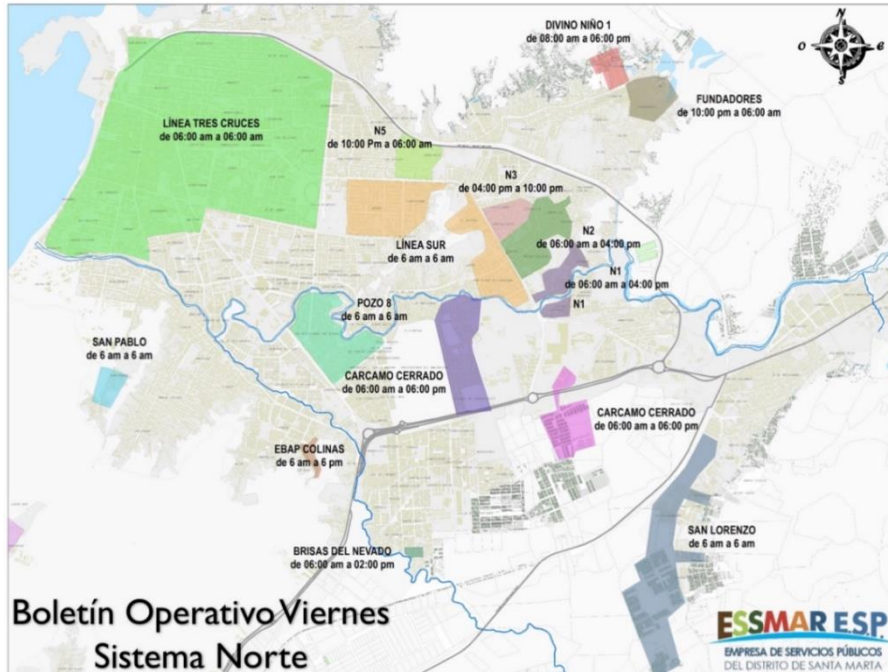 N
DIVINO NIÑO 1
de 08:00 am a 06:00 pm
O
e
S
FUNDADORES
de 10:00 pm a 06:00 am
LÍNEA TRES CRUCES
de 06:00 am a 06:00 am
N5
de 10:00 Pm a 06:00 am
N3
de 04:00 pm a 10:00 pm
N2
de 06:00 am a 04:00 pm
LÍNEA SUR
de 6 am a 6 am
N1
de 06:00 am a 04:00 pm
N1
POZO 8
de 6 am a 6 am
SAN PABLO
de 6 am a 6 am
CARCAMO CERRADO
de 06:00 am a 06:00 pm
CARCAMO CERRADO
de 06:00 am a 06:00 pm
EBAP COLINAS
de 6 am a 6 pm
SAN LORENZO
de 6 am a 6 am
BRISAS DEL NEVADO
de 06:00 am a 02:00 pm
Boletín Operativo Viernes
Sistema Norte
ESSMAR E.S.P.
EMPRESA DE SERVICIOS PÚBLICOS
DEL DISTRITO DE SANTA MARTA